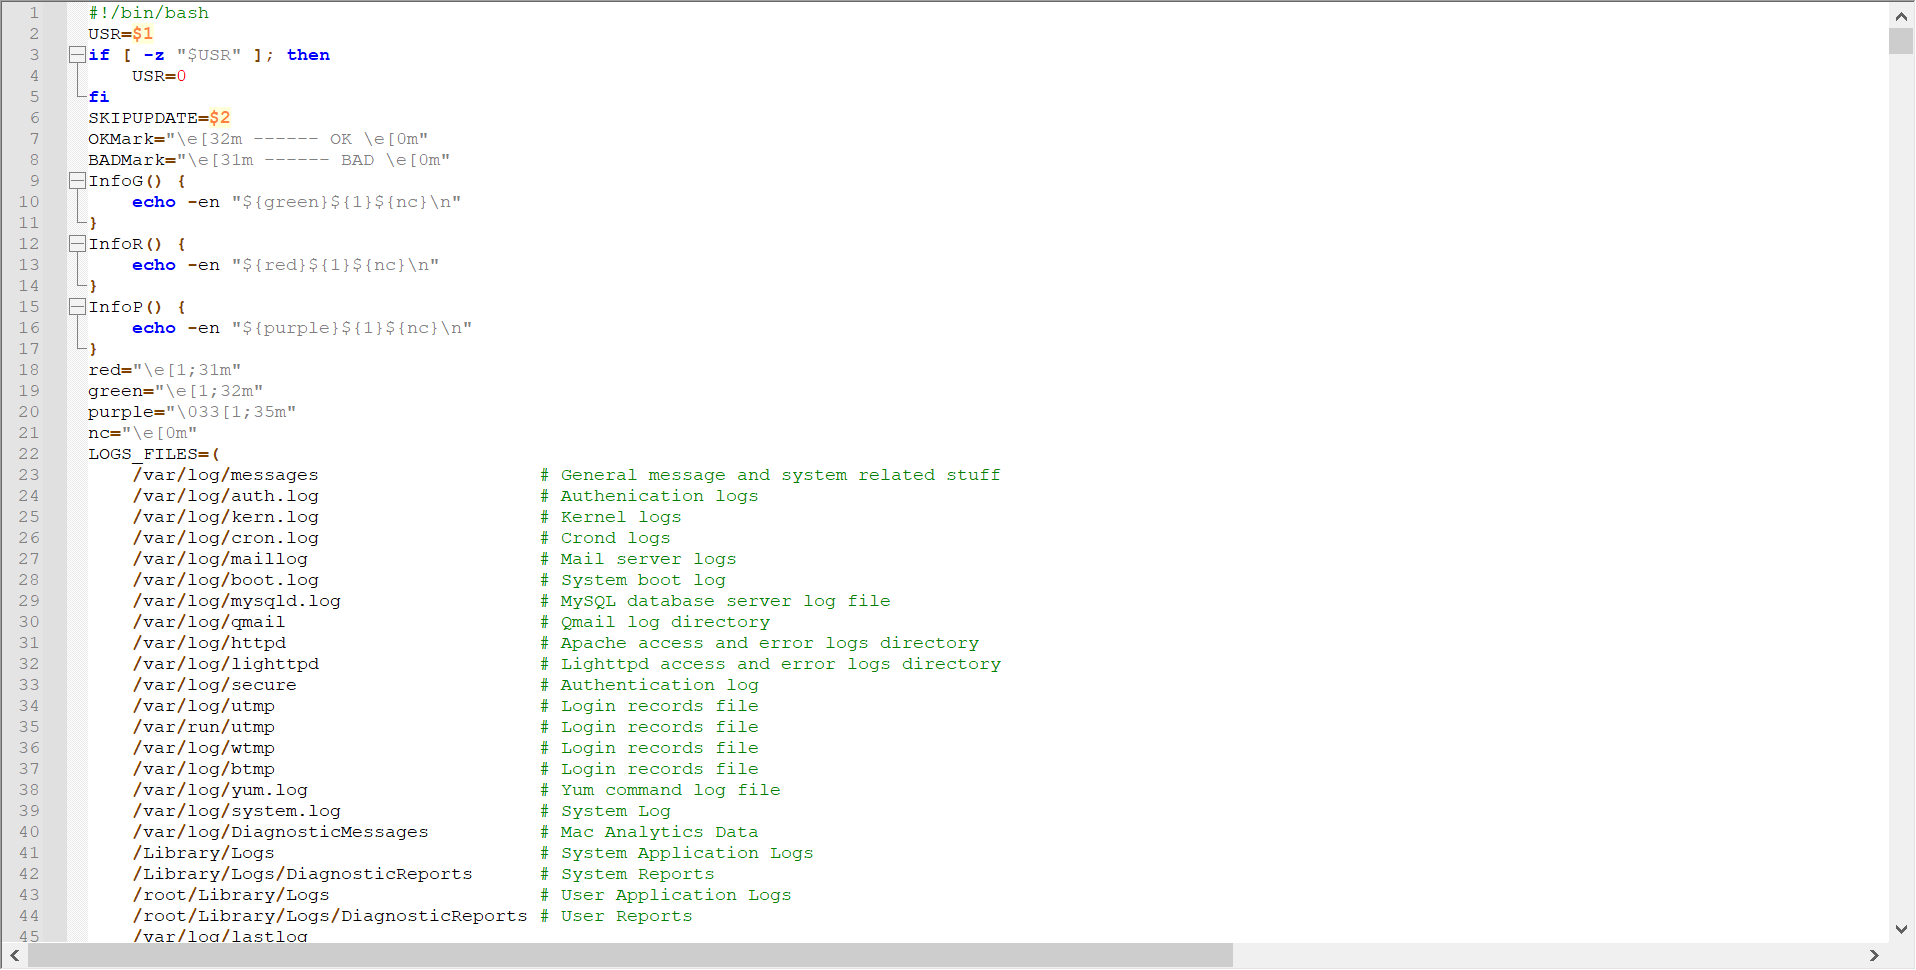 1 #!/bin/bash
2 USR=$1
3 if [ -z "$USR" ]; then
4 USR=0
5 fi
6 SKIPUPDATE=$2
7 OKMark="\e[32m ------ OK \e[0m"
8 BADMark="\e[31m ------ BAD \e[0m"
9 InfoG() {
10 echo -en "${green}${1}${nc}\n"
11 }
12 InfoR() {
13 echo -en "${red}${1}${nc}\n"
14 }
15 InfoP() {
16 echo -en "${purple}${1}${nc}\n"
17 }
18 red="\e[1;31m"
19 green="\e[1;32m"
20 purple="\033[1;35m"
21 nc="\e[0m"
22 LOGS_FILES=(
23 /var/log/messages # General message and system related stuff
24 /var/log/auth.log # Authenication logs
25 /var/log/kern.log # Kernel logs
26 /var/log/cron.log # Crond logs
27 /var/log/maillog # Mail server logs
28 /var/log/boot.log # System boot log
29 /var/log/mysqld.log # MySQL database server log file
30 /var/log/qmail # Qmail log directory
31 /var/log/httpd # Apache access and error logs directory
32 /var/log/lighttpd # Lighttpd access and error logs directory
33 /var/log/secure # Authentication log
34 /var/log/utmp # Login records file
35 /var/run/utmp # Login records file
36 /var/log/wtmp # Login records file
37 /var/log/btmp # Login records file
38 /var/log/yum.log # Yum command log file
39 /var/log/system.log # System Log
40 /var/log/DiagnosticMessages # Mac Analytics Data
41 /Library/Logs # System Application Logs
42 /Library/Logs/DiagnosticReports # System Reports
43 /root/Library/Logs # User Application Logs
44 /root/Library/Logs/DiagnosticReports # User Reports
45 /var/log/lastlog